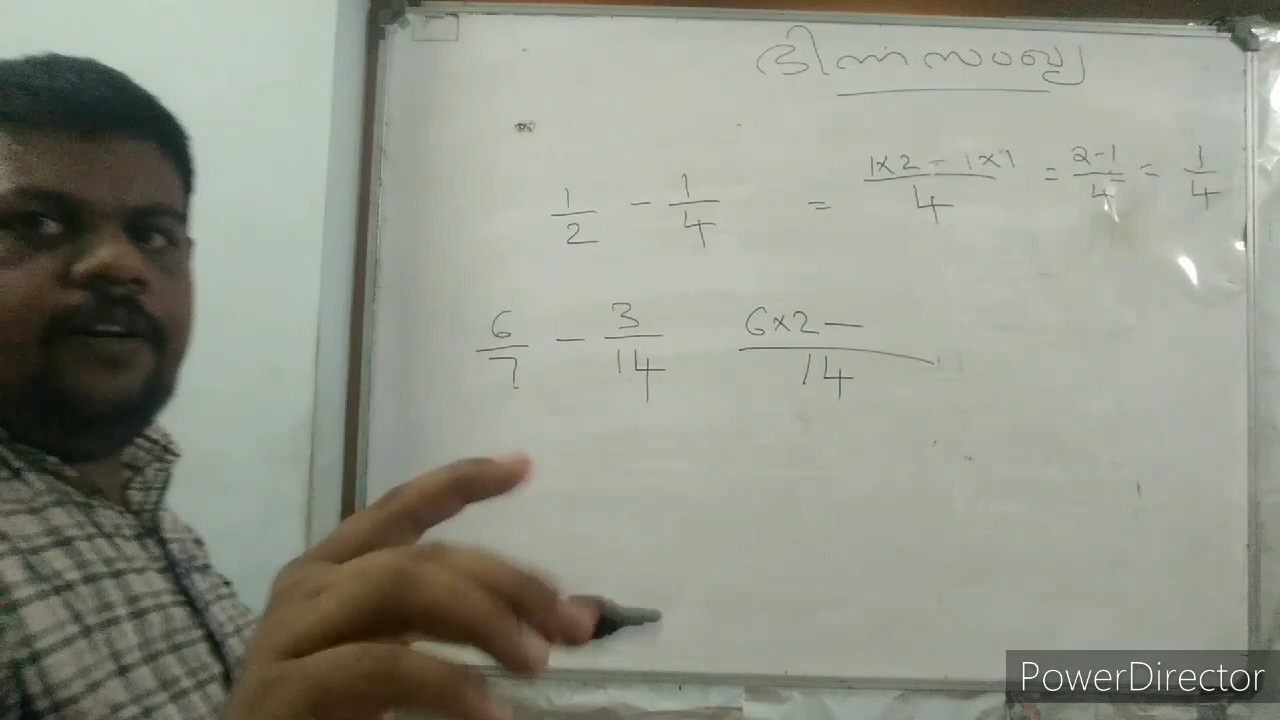 ഭിന്നസംഖ്യ
1/2 - 1/4 = (1×2 - 1×1)/4 = (2-1)/4 = 1/4
6/7 - 3/14 (6×2 —)/14
PowerDirector